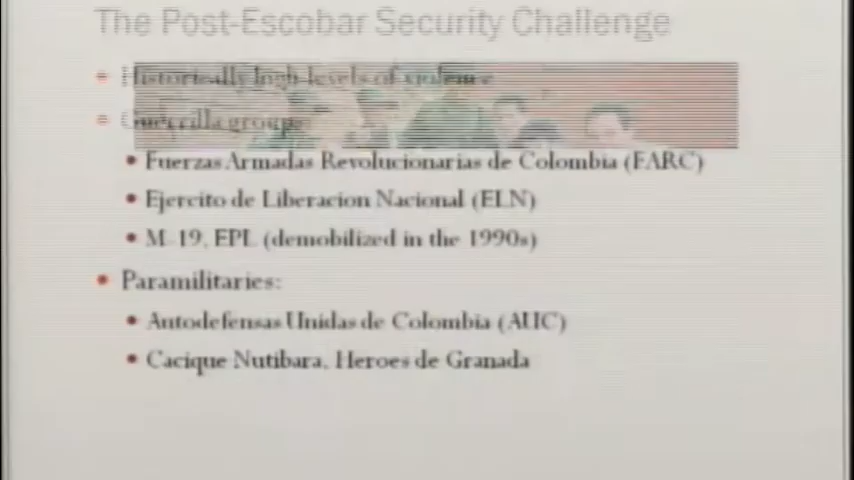 The Post-Escobar Security Challenge
• Historically high levels of violence
• Guerrilla groups
• Fuerzas Armadas Revolucionarias de Colombia (FARC)
• Ejercito de Liberacion Nacional (ELN)
• M-19, EPL (demobilized in the 1990s)
• Paramilitaries:
• Autodefensas Unidas de Colombia (AUC)
• Cacique Nutibara, Heroes de Granada